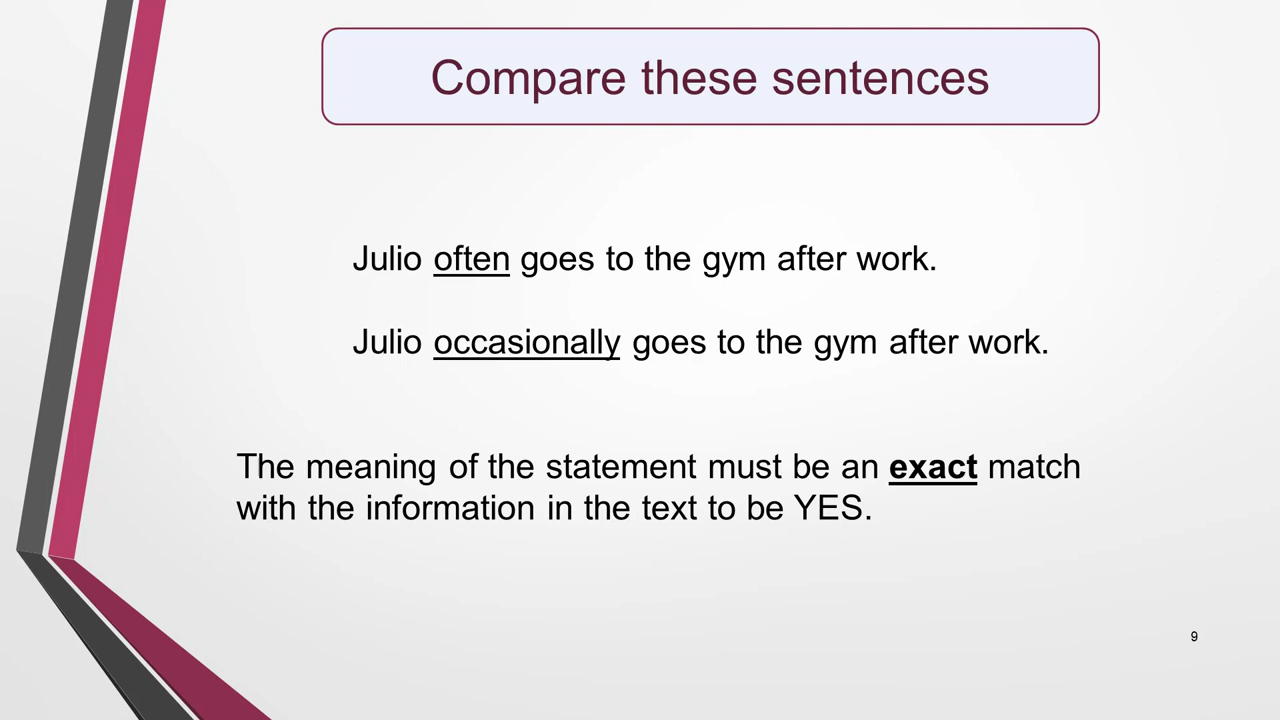 Compare these sentences
Julio often goes to the gym after work.
Julio occasionally goes to the gym after work.
The meaning of the statement must be an exact match
with the information in the text to be YES.
9